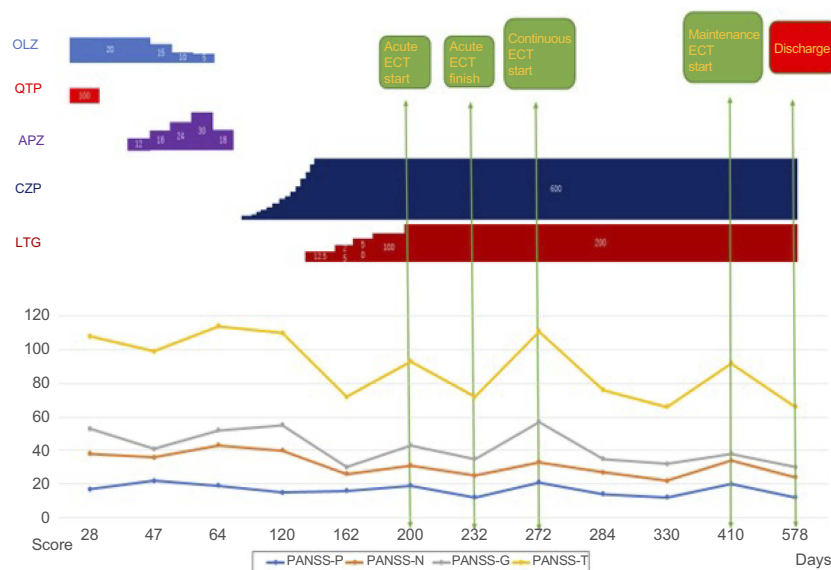 OLZ
20
15
10
5
QTP
100
APZ
12
18
24
30
18
CZP
600
LTG
12.5
2
5
5
0
100
200
Acute
ECT
start
Acute
ECT
finish
Continuous
ECT
start
Maintenance
ECT
start
Discharge
120
100
80
60
40
20
0
Score
28
47
64
120
162
200
232
272
284
330
410
578
Days
PANSS-P
PANSS-N
PANSS-G
PANSS-T